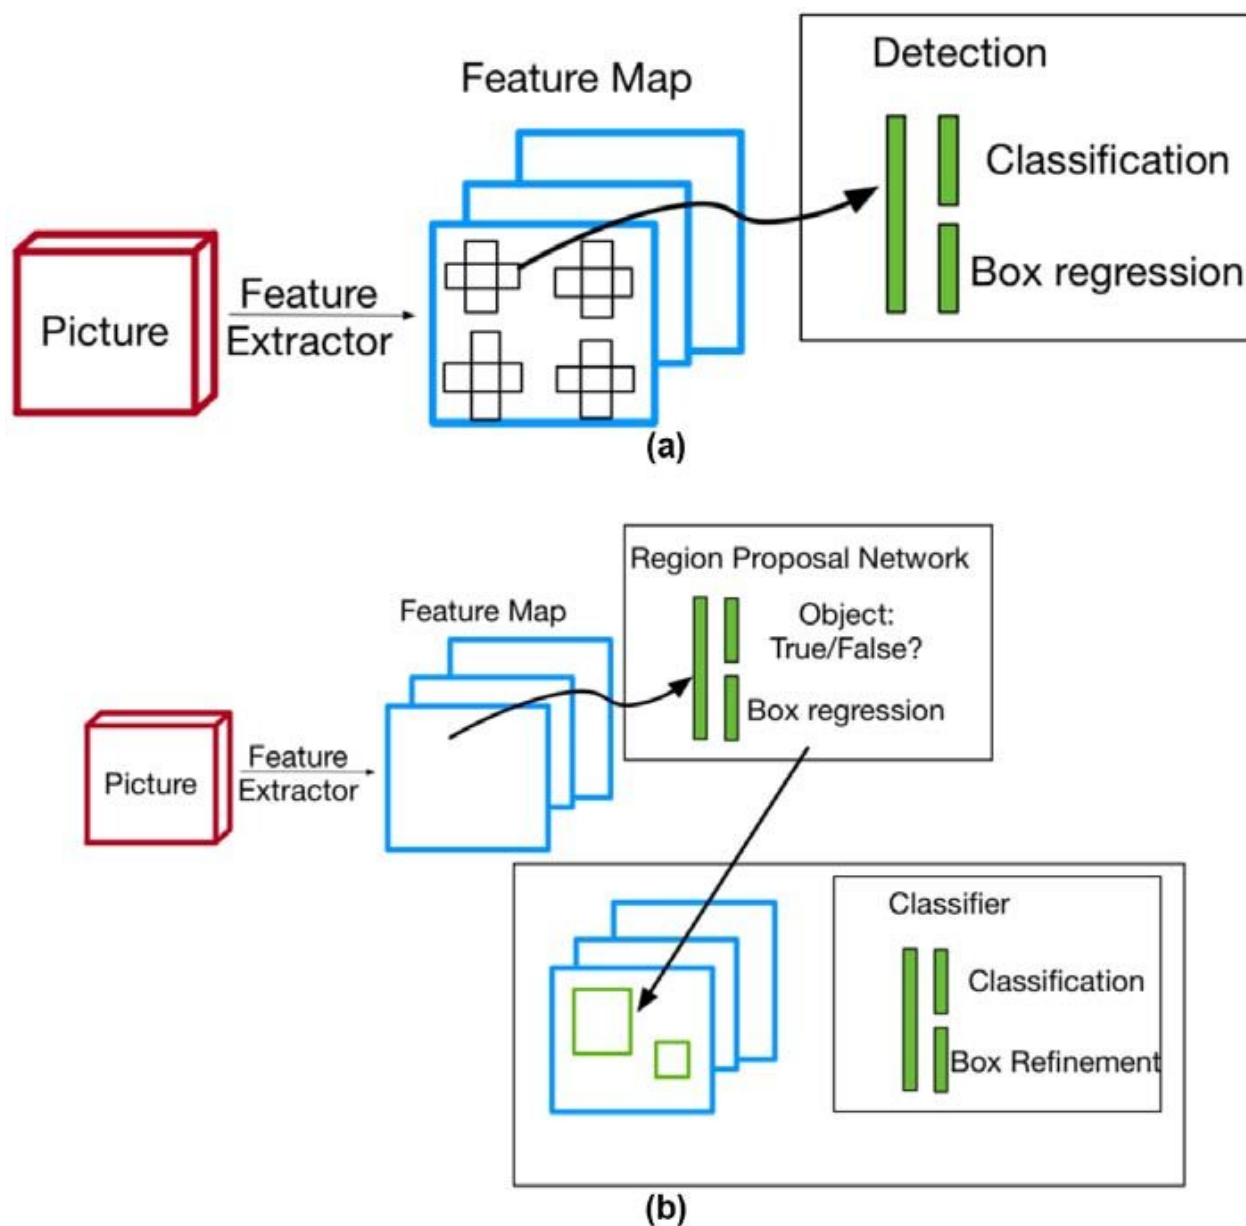 Detection
Feature Map
Classification
Box regression
Picture
Feature
Extractor
(a)
Region Proposal Network
Feature Map
Object:
True/False?
Box regression
Picture
Feature
Extractor
Classifier
Classification
Box Refinement
(b)